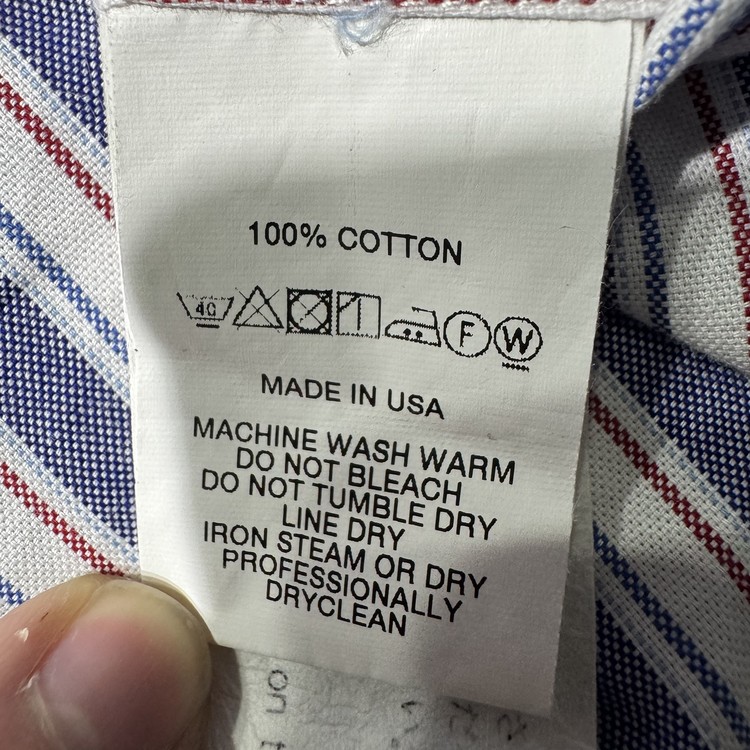 100% COTTON
40 F W
MADE IN USA
MACHINE WASH WARM
DO NOT BLEACH
DO NOT TUMBLE DRY
LINE DRY
IRON STEAM OR DRY
PROFESSIONALLY
DRYCLEAN